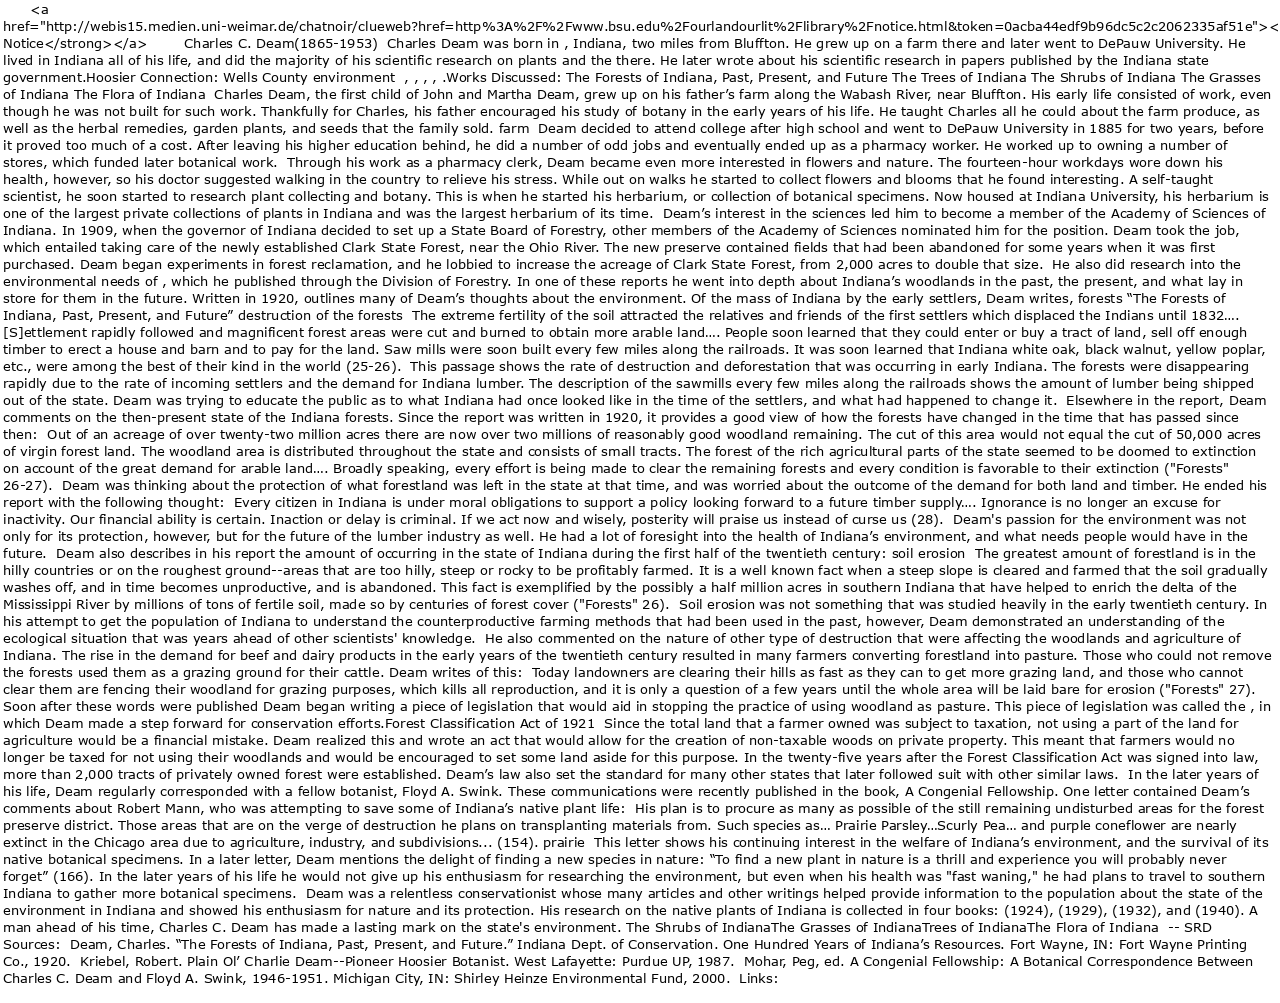 <a
href="http://webis15.medien.uni-weimar.de/chatnoir/clueweb?href=http%3A%2F%2Fwww.bsu.edu%2Fourlandourlit%2Flibrary%2Fnotice.html&token=0acba44edf9b96dc5c2c2062335af51e"><
Notice</strong></a> Charles C. Deam(1865-1953) Charles Deam was born in , Indiana, two miles from Bluffton. He grew up on a farm there and later went to DePauw University. He
lived in Indiana all of his life, and did the majority of his scientific research on plants and the there. He later wrote about his scientific research in papers published by the Indiana state
government.Hoosier Connection: Wells County environment , , , , .Works Discussed: The Forests of Indiana, Past, Present, and Future The Trees of Indiana The Shrubs of Indiana The Grasses
of Indiana The Flora of Indiana Charles Deam, the first child of John and Martha Deam, grew up on his father's farm along the Wabash River, near Bluffton. His early life consisted of work, even
though he was not built for such work. Thankfully for Charles, his father encouraged his study of botany in the early years of his life. He taught Charles all he could about the farm produce, as
well as the herbal remedies, garden plants, and seeds that the family sold. farm Deam decided to attend college after high school and went to DePauw University in 1885 for two years, before
it proved too much of a cost. After leaving his higher education behind, he did a number of odd jobs and eventually ended up as a pharmacy worker. He worked up to owning a number of
stores, which funded later botanical work. Through his work as a pharmacy clerk, Deam became even more interested in flowers and nature. The fourteen-hour workdays wore down his
health, however, so his doctor suggested walking in the country to relieve his stress. While out on walks he started to collect flowers and blooms that he found interesting. A self-taught
scientist, he soon started to research plant collecting and botany. This is when he started his herbarium, or collection of botanical specimens. Now housed at Indiana University, his herbarium is
one of the largest private collections of plants in Indiana and was the largest herbarium of its time. Deam's interest in the sciences led him to become a member of the Academy of Sciences of
Indiana. In 1909, when the governor of Indiana decided to set up a State Board of Forestry, other members of the Academy of Sciences nominated him for the position. Deam took the job,
which entailed taking care of the newly established Clark State Forest, near the Ohio River. The new preserve contained fields that had been abandoned for some years when it was first
purchased. Deam began experiments in forest reclamation, and he lobbied to increase the acreage of Clark State Forest, from 2,000 acres to double that size. He also did research into the
environmental needs of , which he published through the Division of Forestry. In one of these reports he went into depth about Indiana's woodlands in the past, the present, and what lay in
store for them in the future. Written in 1920, outlines many of Deam's thoughts about the environment. Of the mass of Indiana by the early settlers, Deam writes, forests “The Forests of
Indiana, Past, Present, and Future” destruction of the forests The extreme fertility of the soil attracted the relatives and friends of the first settlers which displaced the Indians until 1832....
[S]ettlement rapidly followed and magnificent forest areas were cut and burned to obtain more arable land.... People soon learned that they could enter or buy a tract of land, sell off enough
timber to erect a house and barn and to pay for the land. Saw mills were soon built every few miles along the railroads. It was soon learned that Indiana white oak, black walnut, yellow poplar,
etc., were among the best of their kind in the world (25-26). This passage shows the rate of destruction and deforestation that was occurring in early Indiana. The forests were disappearing
rapidly due to the rate of incoming settlers and the demand for Indiana lumber. The description of the sawmills every few miles along the railroads shows the amount of lumber being shipped
out of the state. Deam was trying to educate the public as to what Indiana had once looked like in the time of the settlers, and what had happened to change it. Elsewhere in the report, Deam
comments on the then-present state of the Indiana forests. Since the report was written in 1920, it provides a good view of how the forests have changed in the time that has passed since
then: Out of an acreage of over twenty-two million acres there are now over two millions of reasonably good woodland remaining. The cut of this area would not equal the cut of 50,000 acres
of virgin forest land. The woodland area is distributed throughout the state and consists of small tracts. The forest of the rich agricultural parts of the state seemed to be doomed to extinction
on account of the great demand for arable land.... Broadly speaking, every effort is being made to clear the remaining forests and every condition is favorable to their extinction ("Forests"
26-27). Deam was thinking about the protection of what forestland was left in the state at that time, and was worried about the outcome of the demand for both land and timber. He ended his
report with the following thought: Every citizen in Indiana is under moral obligations to support a policy looking forward to a future timber supply.... Ignorance is no longer an excuse for
inactivity. Our financial ability is certain. Inaction or delay is criminal. If we act now and wisely, posterity will praise us instead of curse us (28). Deam's passion for the environment was not
only for its protection, however, but for the future of the lumber industry as well. He had a lot of foresight into the health of Indiana's environment, and what needs people would have in the
future. Deam also describes in his report the amount of occurring in the state of Indiana during the first half of the twentieth century: soil erosion The greatest amount of forestland is in the
hilly countries or on the roughest ground--areas that are too hilly, steep or rocky to be profitably farmed. It is a well known fact when a steep slope is cleared and farmed that the soil gradually
washes off, and in time becomes unproductive, and is abandoned. This fact is exemplified by the possibly a half million acres in southern Indiana that have helped to enrich the delta of the
Mississippi River by millions of tons of fertile soil, made so by centuries of forest cover ("Forests" 26). Soil erosion was not something that was studied heavily in the early twentieth century. In
his attempt to get the population of Indiana to understand the counterproductive farming methods that had been used in the past, however, Deam demonstrated an understanding of the
ecological situation that was years ahead of other scientists' knowledge. He also commented on the nature of other type of destruction that were affecting the woodlands and agriculture of
Indiana. The rise in the demand for beef and dairy products in the early years of the twentieth century resulted in many farmers converting forestland into pasture. Those who could not remove
the forests used them as a grazing ground for their cattle. Deam writes of this: Today landowners are clearing their hills as fast as they can to get more grazing land, and those who cannot
clear them are fencing their woodland for grazing purposes, which kills all reproduction, and it is only a question of a few years until the whole area will be laid bare for erosion ("Forests" 27).
Soon after these words were published Deam began writing a piece of legislation that would aid in stopping the practice of using woodland as pasture. This piece of legislation was called the , in
which Deam made a step forward for conservation efforts.Forest Classification Act of 1921 Since the total land that a farmer owned was subject to taxation, not using a part of the land for
agriculture would be a financial mistake. Deam realized this and wrote an act that would allow for the creation of non-taxable woods on private property. This meant that farmers would no
longer be taxed for not using their woodlands and would be encouraged to set some land aside for this purpose. In the twenty-five years after the Forest Classification Act was signed into law,
more than 2,000 tracts of privately owned forest were established. Deam's law also set the standard for many other states that later followed suit with other similar laws. In the later years of
his life, Deam regularly corresponded with a fellow botanist, Floyd A. Swink. These communications were recently published in the book, A Congenial Fellowship. One letter contained Deam's
comments about Robert Mann, who was attempting to save some of Indiana's native plant life: His plan is to procure as many as possible of the still remaining undisturbed areas for the forest
preserve district. Those areas that are on the verge of destruction he plans on transplanting materials from. Such species as... Prairie Parsley...Scurly Pea... and purple coneflower are nearly
extinct in the Chicago area due to agriculture, industry, and subdivisions... (154). prairie This letter shows his continuing interest in the welfare of Indiana's environment, and the survival of its
native botanical specimens. In a later letter, Deam mentions the delight of finding a new species in nature: “To find a new plant in nature is a thrill and experience you will probably never
forget” (166). In the later years of his life he would not give up his enthusiasm for researching the environment, but even when his health was "fast waning," he had plans to travel to southern
Indiana to gather more botanical specimens. Deam was a relentless conservationist whose many articles and other writings helped provide information to the population about the state of the
environment in Indiana and showed his enthusiasm for nature and its protection. His research on the native plants of Indiana is collected in four books: (1924), (1929), (1932), and (1940). A
man ahead of his time, Charles C. Deam has made a lasting mark on the state's environment. The Shrubs of IndianaThe Grasses of IndianaTrees of IndianaThe Flora of Indiana -- SRD
Sources: Deam, Charles. “The Forests of Indiana, Past, Present, and Future.” Indiana Dept. of Conservation. One Hundred Years of Indiana's Resources. Fort Wayne, IN: Fort Wayne Printing
Co., 1920. Kriebel, Robert. Plain Ol' Charlie Deam--Pioneer Hoosier Botanist. West Lafayette: Purdue UP, 1987. Mohar, Peg, ed. A Congenial Fellowship: A Botanical Correspondence Between
Charles C. Deam and Floyd A. Swink, 1946-1951. Michigan City, IN: Shirley Heinze Environmental Fund, 2000. Links: